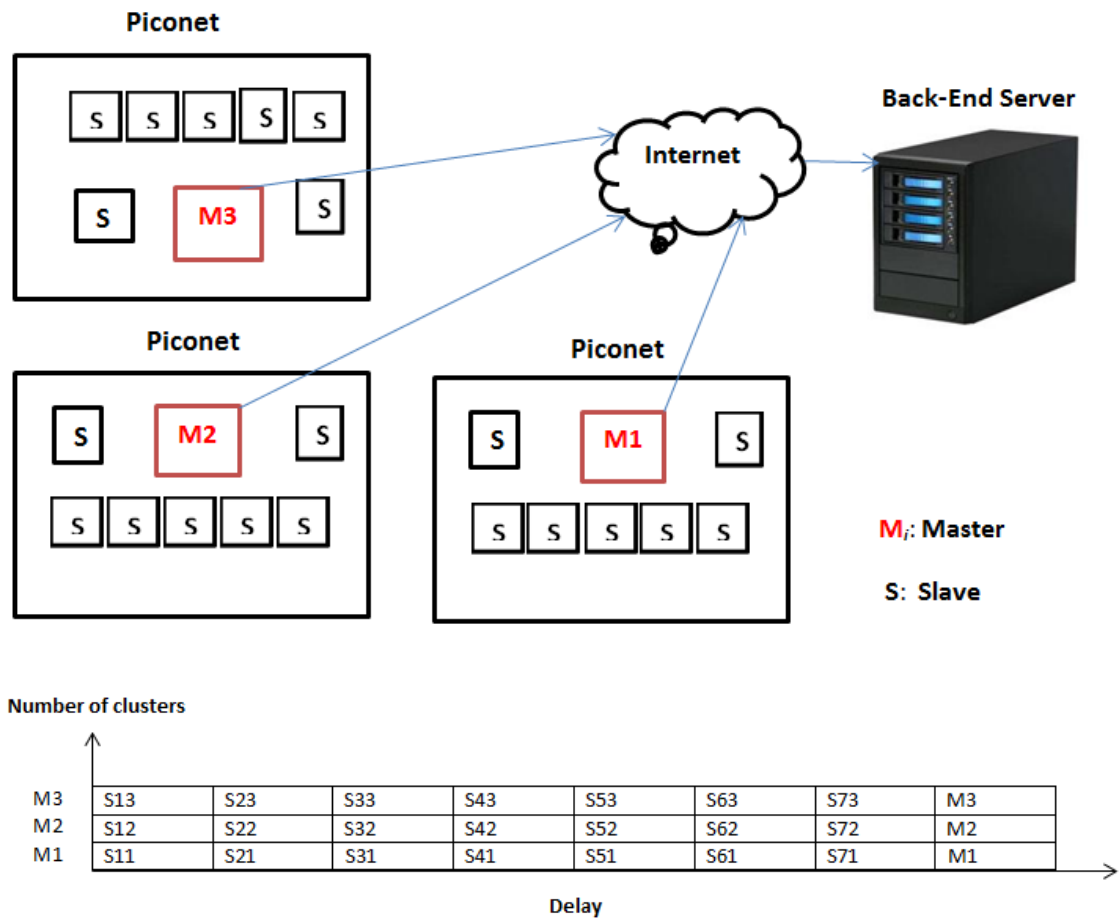 Piconet
S S S S S
S M3 S
Internet
Back-End Server
Piconet
S M2 S
S S S S S
Piconet
S M1 S
S S S S S
Mi: Master
S: Slave
Number of clusters
M3 S13 S23 S33 S43 S53 S63 S73 M3
M2 S12 S22 S32 S42 S52 S62 S72 M2
M1 S11 S21 S31 S41 S51 S61 S71 M1
Delay